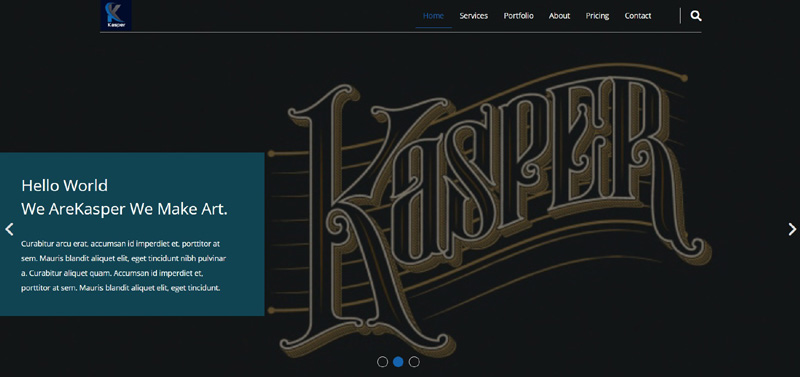 Kasper
Home Services Portfolio About Pricing Contact
KASPER
Hello World
We AreKasper We Make Art.
Curabitur arcu erat, accumsan id imperdiet et, porttitor at
sem. Mauris blandit aliquet elit, eget tincidunt nibh pulvinar
a. Curabitur aliquet quam. Accumsan id imperdiet et,
porttitor at sem. Mauris blandit aliquet elit, eget tincidunt.